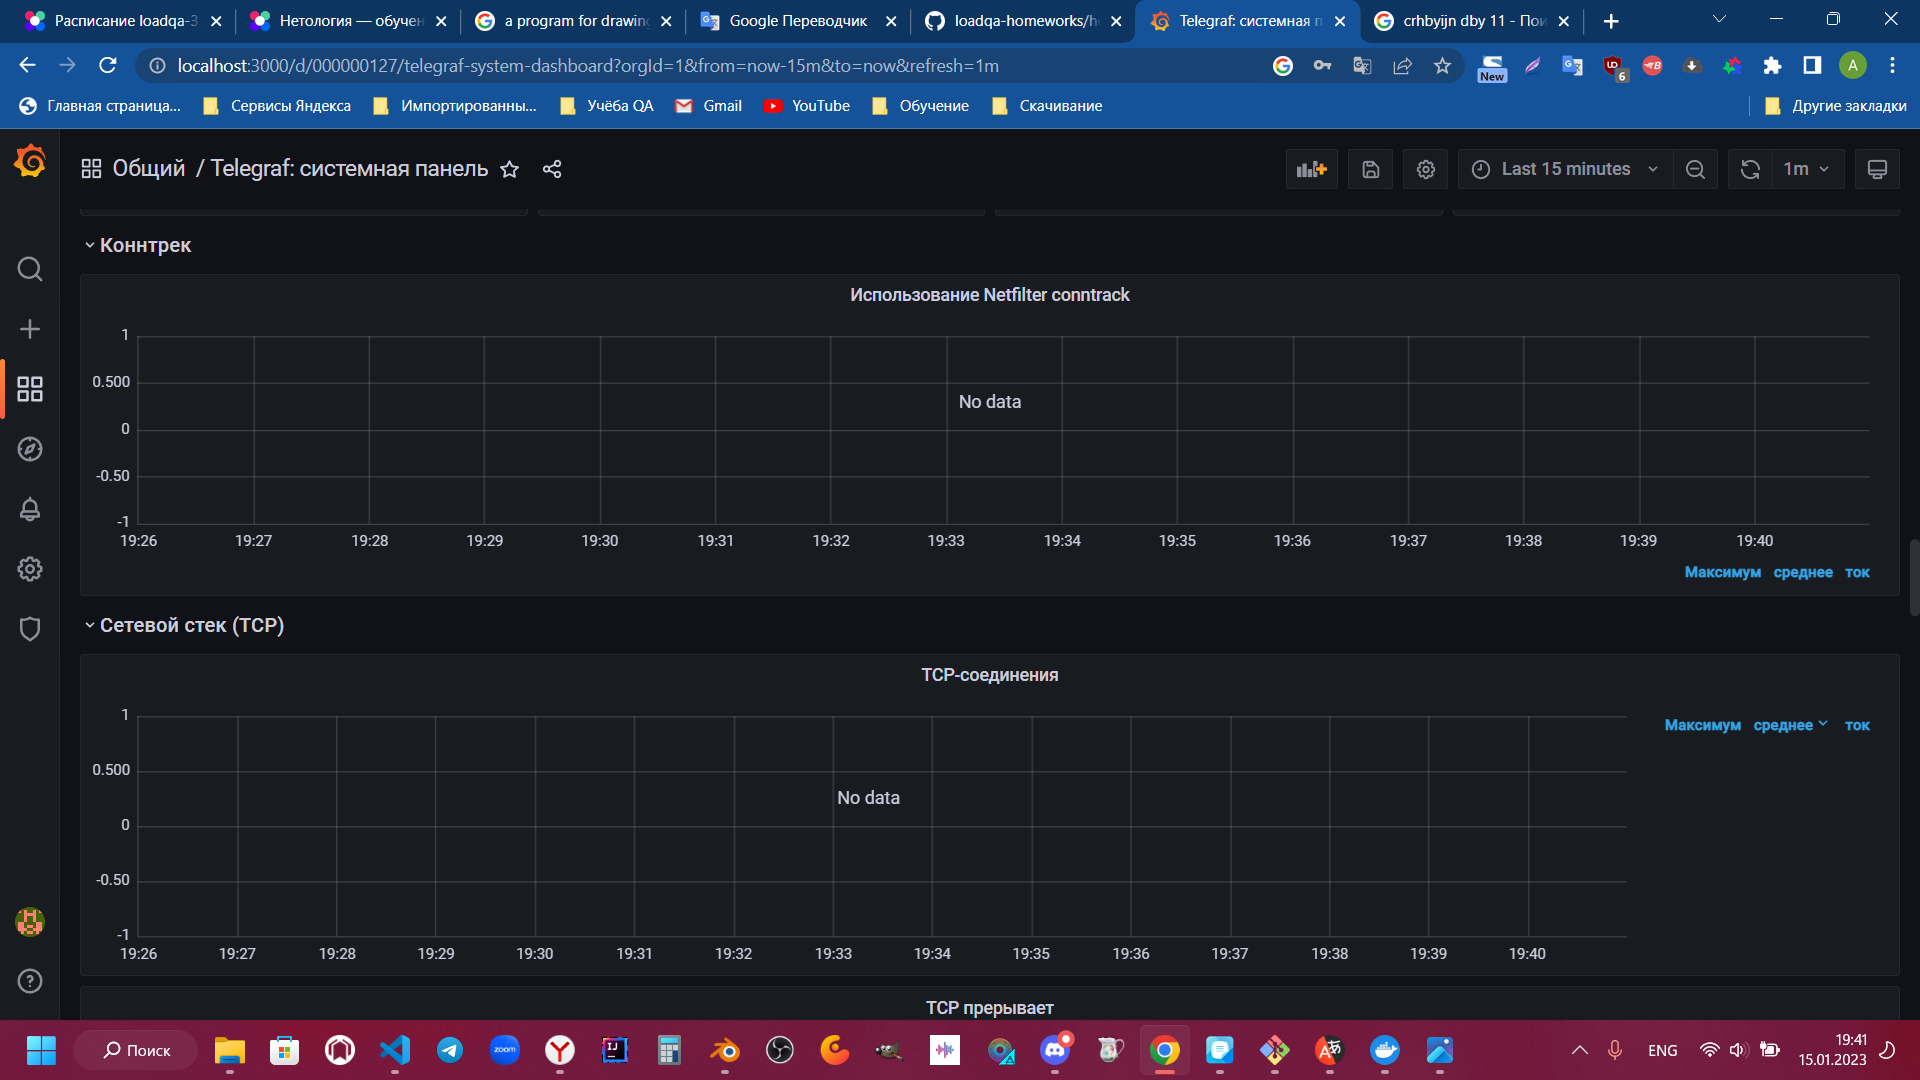 Расписание loadqa-3
Нетология — обучен
a program for drawing
Google Переводчик
loadqa-homeworks/h
Telegraf: системная п
crhbyijn dby 11 - Пои
localhost:3000/d/000000127/telegraf-system-dashboard?orgId=1&from=now-15m&to=now&refresh=1m
New
6
A
Главная страница...
Сервисы Яндекса
Импортированны...
Учёба QA
Gmail
YouTube
Обучение
Скачивание
Другие закладки
Общий / Telegraf: системная панель
Last 15 minutes
1m
Коннтрек
Использование Netfilter conntrack
1
0.500
0
-0.50
-1
No data
19:26 19:27 19:28 19:29 19:30 19:31 19:32 19:33 19:34 19:35 19:36 19:37 19:38 19:39 19:40
Максимум среднее ток
Сетевой стек (TCP)
TCP-соединения
1
0.500
0
-0.50
-1
No data
Максимум среднее ток
19:26 19:27 19:28 19:29 19:30 19:31 19:32 19:33 19:34 19:35 19:36 19:37 19:38 19:39 19:40
TCP прерывает
Поиск
zoom
IJ
ENG
19:41
15.01.2023